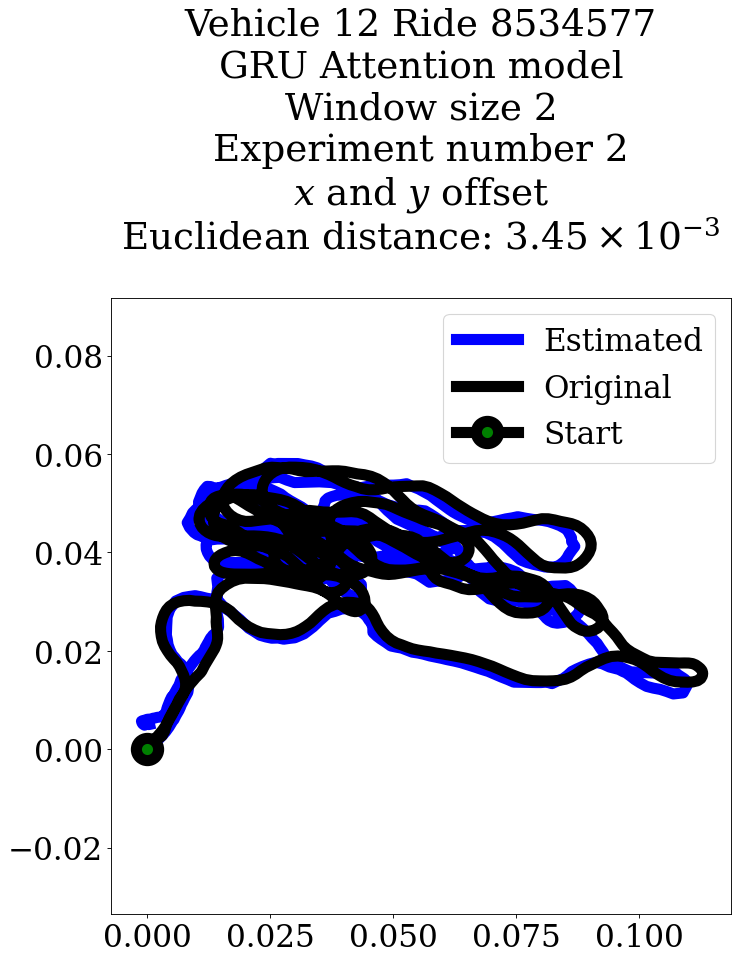 Vehicle 12 Ride 8534577
GRU Attention model
Window size 2
Experiment number 2
x and y offset
Euclidean distance: 3.45 × 10⁻³
Estimated
Original
Start
0.08
0.06
0.04
0.02
0.00
−0.02
0.000 0.025 0.050 0.075 0.100